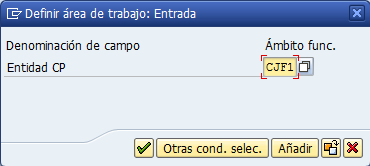 Definir área de trabajo: Entrada
Denominación de campo Ámbito func.
Entidad CP CJF1
Otras cond. selec. Añadir